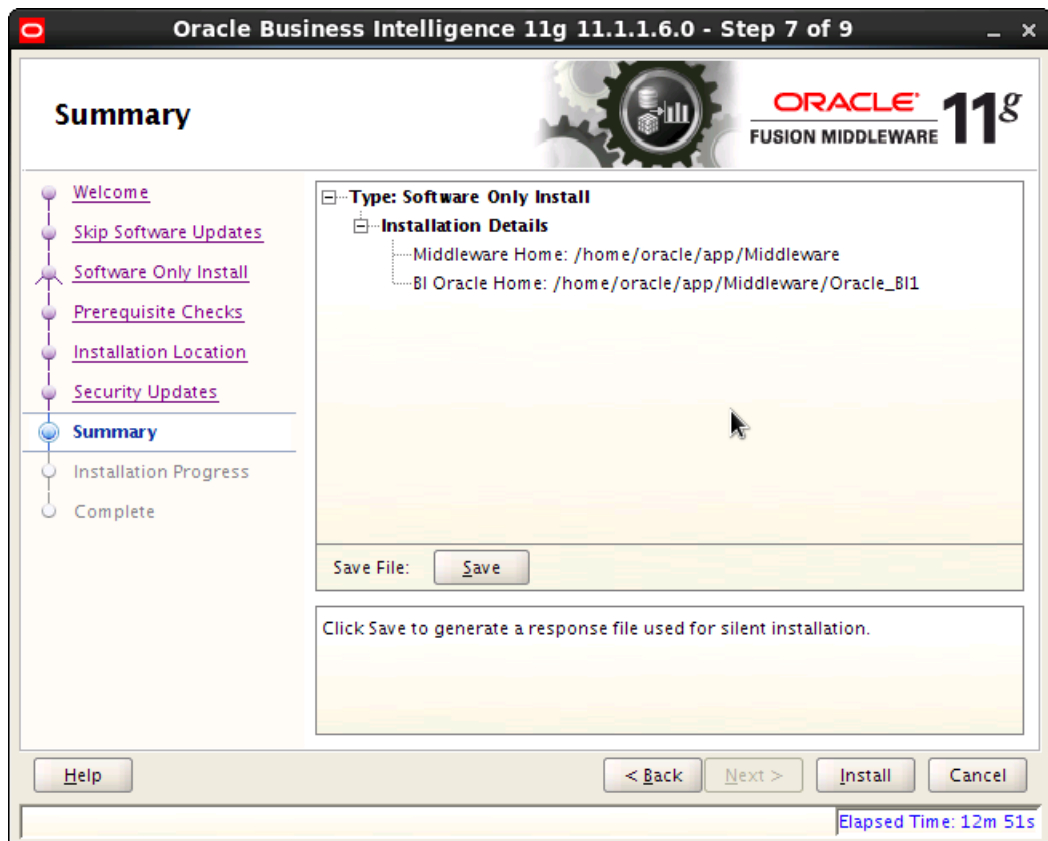 Oracle Business Intelligence 11g 11.1.1.6.0 - Step 7 of 9
Summary
ORACLE
FUSION MIDDLEWARE 11g
Welcome
Skip Software Updates
Software Only Install
Prerequisite Checks
Installation Location
Security Updates
Summary
Installation Progress
Complete
Type: Software Only Install
Installation Details
Middleware Home: /home/oracle/app/Middleware
BI Oracle Home: /home/oracle/app/Middleware/Oracle_BI1
Save File: Save
Click Save to generate a response file used for silent installation.
Help < Back Next > Install Cancel
Elapsed Time: 12m 51s